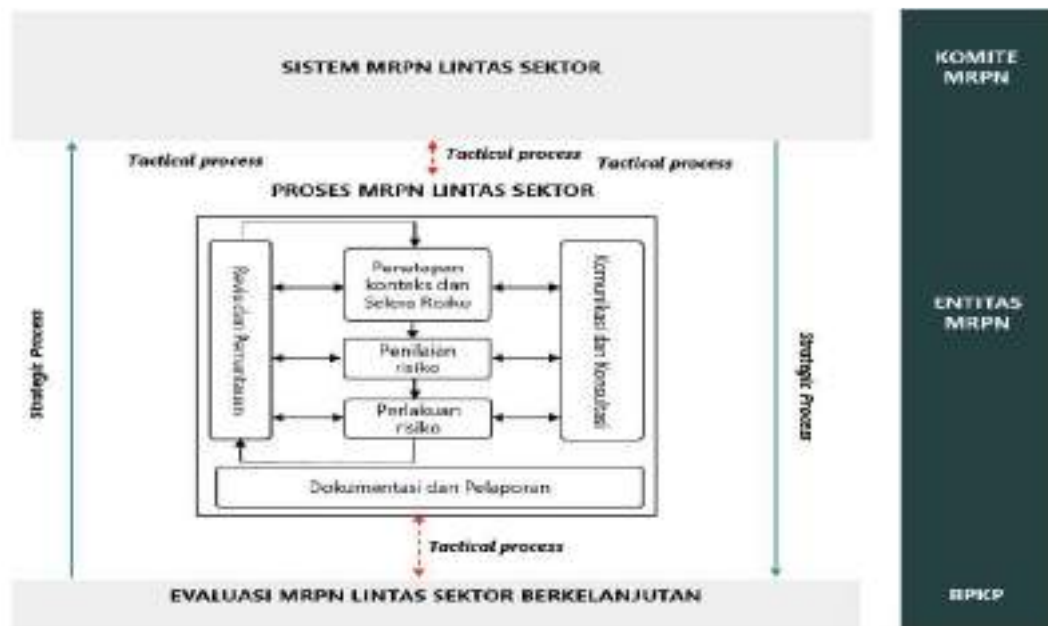 SISTEM MRPN LINTAS SEKTOR
KOMITE
MRPN
Tactical process
Tactical process
Tactical process
PROSES MRPN LINTAS SEKTOR
Penetapan
konteks dan
Selera Risiko
Penilaian
risiko
Perlakuan
risiko
Reviu dan Pemantauan
Komunikasi dan Konsultasi
Dokumentasi dan Pelaporan
Strategic Process
Strategic Process
ENTITAS
MRPN
Tactical process
EVALUASI MRPN LINTAS SEKTOR BERKELANJUTAN
BPKP